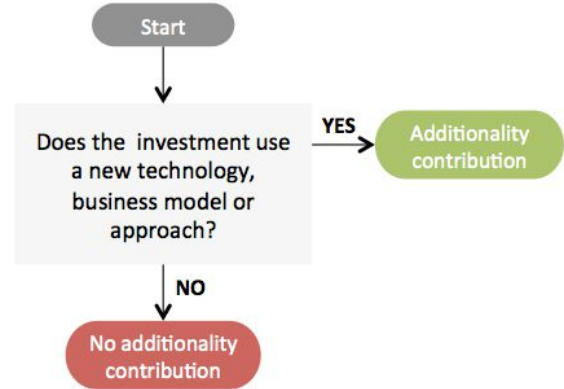 Start
Does the investment use
a new technology,
business model or
approach?
YES
Additionality
contribution
NO
No additionality
contribution